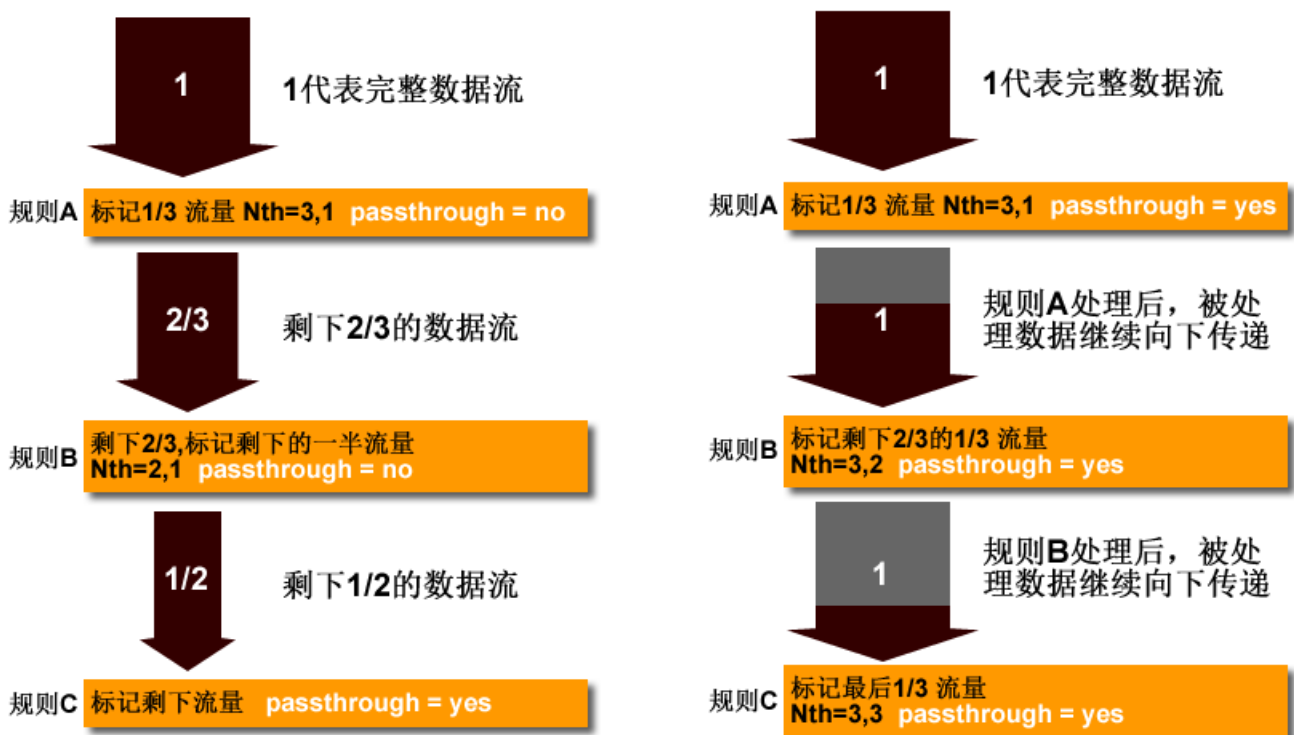 1
1代表完整数据流
规则A
标记1/3 流量 Nth=3,1 passthrough = no
2/3
剩下2/3的数据流
规则B
剩下2/3,标记剩下的一半流量
Nth=2,1 passthrough = no
1/2
剩下1/2的数据流
规则C
标记剩下流量 passthrough = yes
1
1代表完整数据流
规则A
标记1/3 流量 Nth=3,1 passthrough = yes
1
规则A处理后，被处
理数据继续向下传递
规则B
标记剩下2/3的1/3 流量
Nth=3,2 passthrough = yes
1
规则B处理后，被处
理数据继续向下传递
规则C
标记最后1/3 流量
Nth=3,3 passthrough = yes